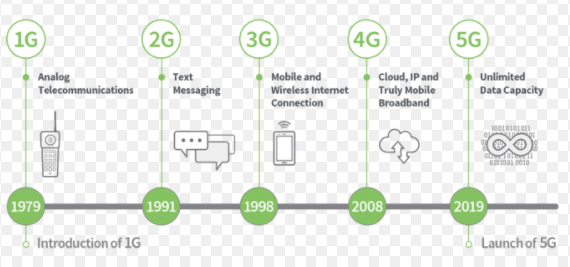 1G
2G
3G
4G
5G
Analog
Telecommunications
Text
Messaging
Mobile and
Wireless Internet
Connection
Cloud, IP and
Truly Mobile
Broadband
Unlimited
Data Capacity
1979
1991
1998
2008
2019
Introduction of 1G
Launch of 5G